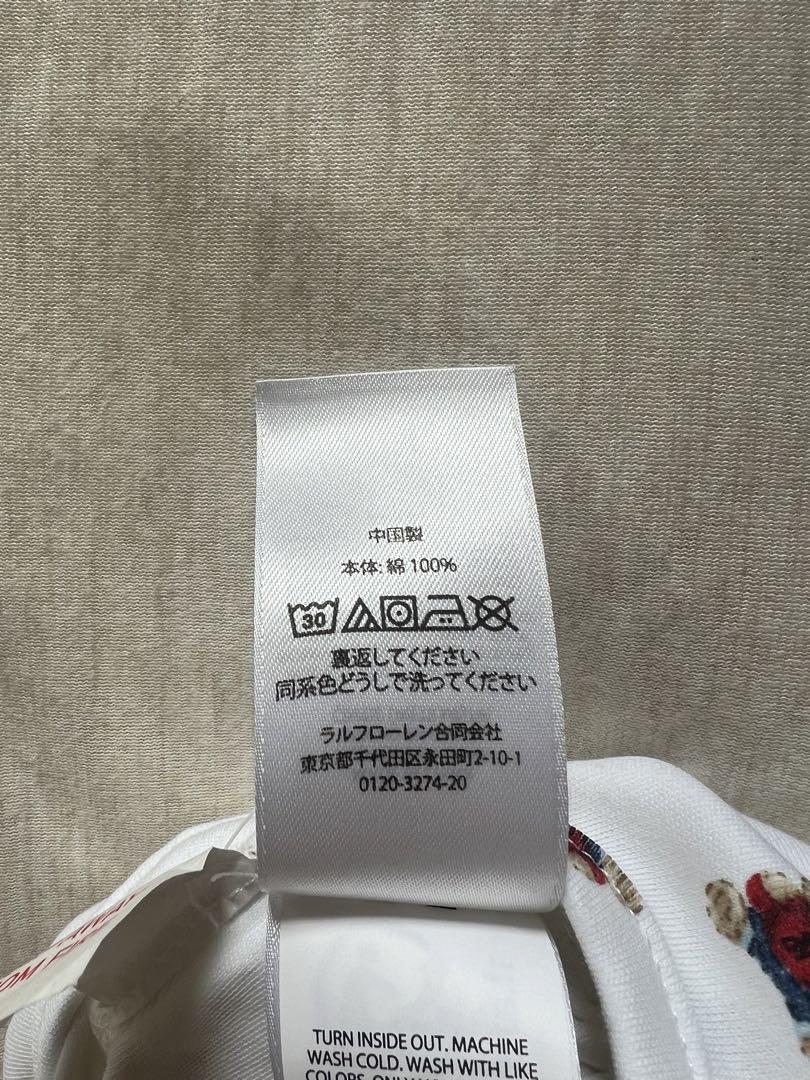 中国製
本体: 綿 100%
30
裏返してください
同系色どうしで洗ってください
ラルフローレン合同会社
東京都千代田区永田町2-10-1
0120-3274-20
TURN INSIDE OUT. MACHINE
WASH COLD. WASH WITH LIKE
COLORS. ONLY